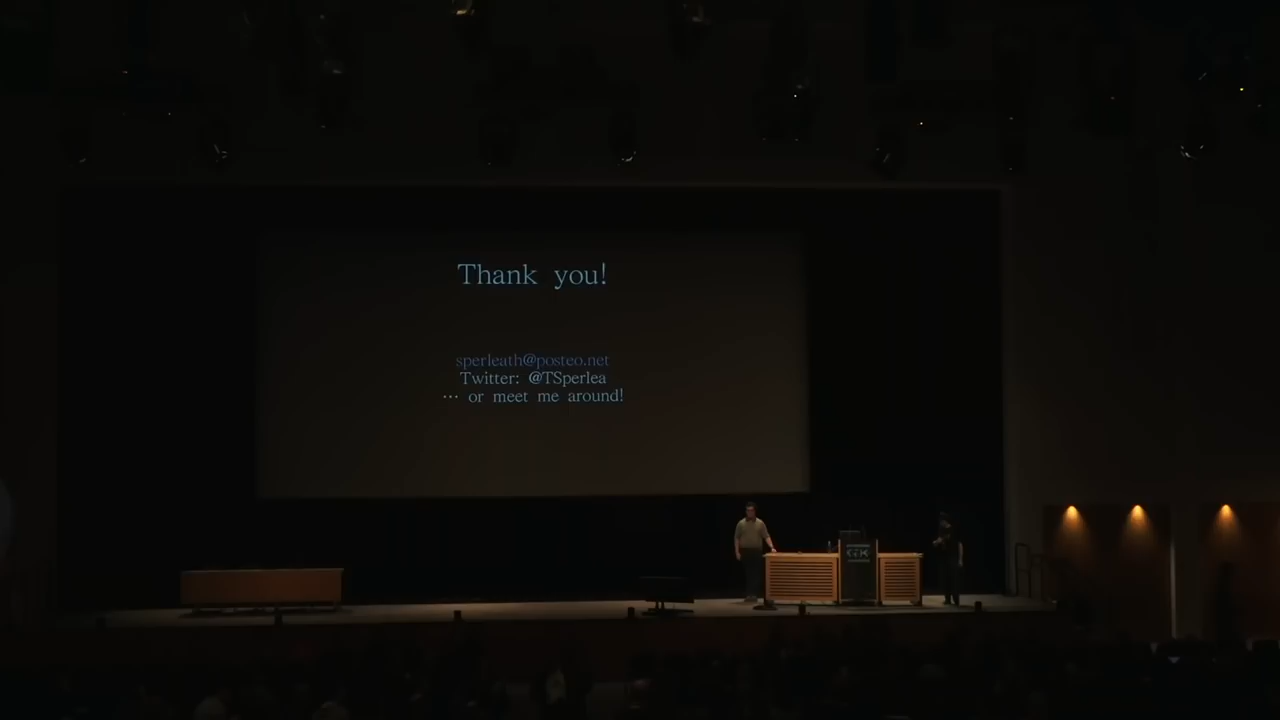 Thank you!
sperleath@posteo.net
Twitter: @TSperlea
··· or meet me around!